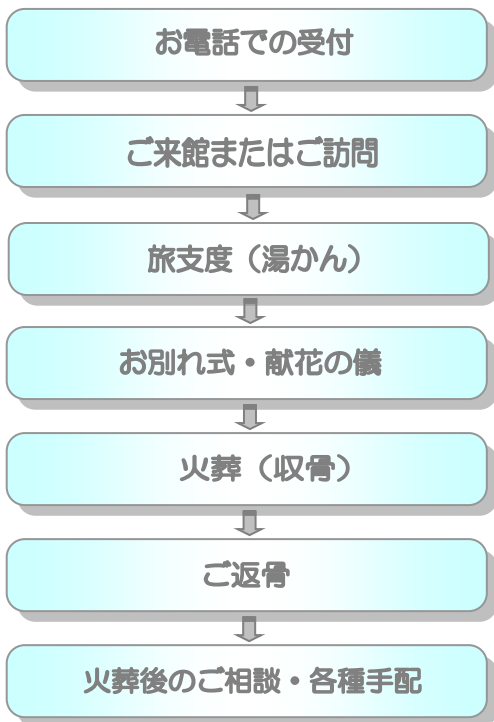 お電話での受付
ご来館またはご訪問
旅支度（湯かん）
お別れ式・献花の儀
火葬（収骨）
ご返骨
火葬後のご相談・各種手配